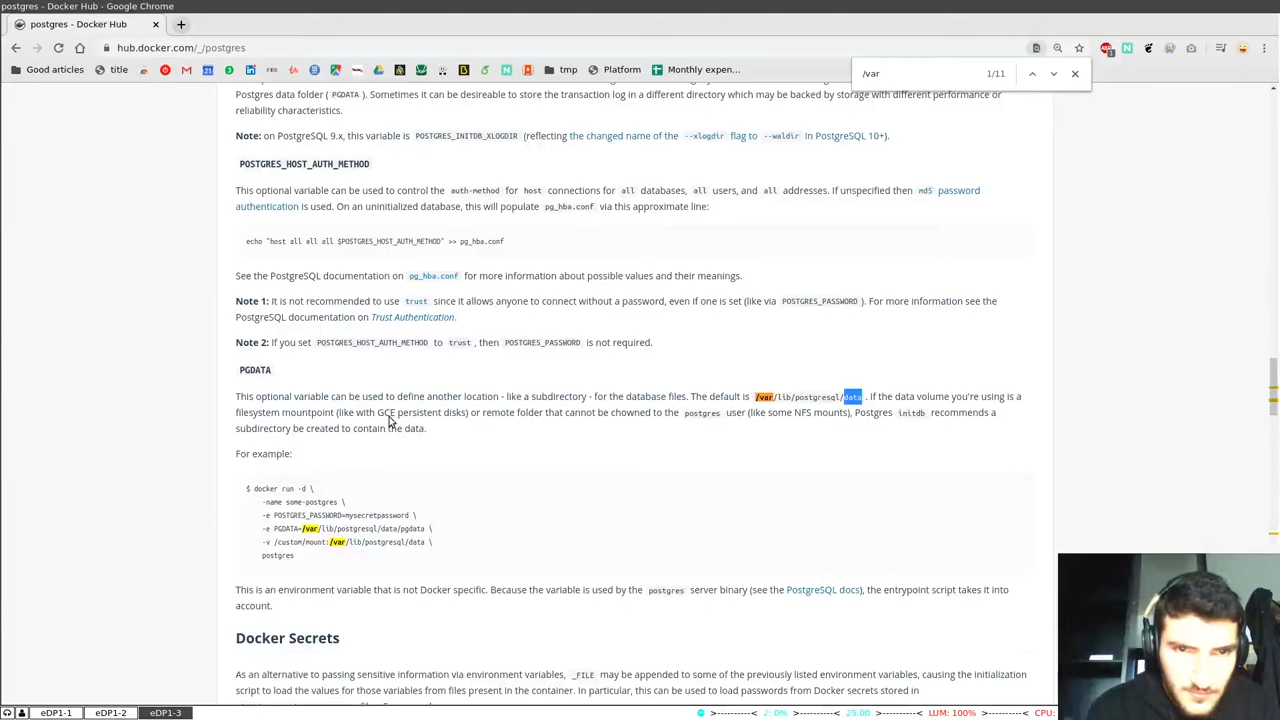 postgres - Docker Hub - Google Chrome
postgres - Docker Hub
hub.docker.com/_/postgres
Good articles
title
tmp
Platform
Monthly expen...
/var
1/11
Postgres data folder ( PGDATA ). Sometimes it can be desireable to store the transaction log in a different directory which may be backed by storage with different performance or
reliability characteristics.
Note: on PostgreSQL 9.x, this variable is POSTGRES_INITDB_XLOGDIR (reflecting the changed name of the --xlogdir flag to --waldir in PostgreSQL 10+).
POSTGRES_HOST_AUTH_METHOD
This optional variable can be used to control the auth-method for host connections for all databases, all users, and all addresses. If unspecified then md5 password
authentication is used. On an uninitialized database, this will populate pg_hba.conf via this approximate line:
echo "host all all all $POSTGRES_HOST_AUTH_METHOD" >> pg_hba.conf
See the PostgreSQL documentation on pg_hba.conf for more information about possible values and their meanings.
Note 1: It is not recommended to use trust since it allows anyone to connect without a password, even if one is set (like via POSTGRES_PASSWORD ). For more information see the
PostgreSQL documentation on Trust Authentication.
Note 2: If you set POSTGRES_HOST_AUTH_METHOD to trust , then POSTGRES_PASSWORD is not required.
PGDATA
This optional variable can be used to define another location - like a subdirectory - for the database files. The default is /var/lib/postgresql/data . If the data volume you're using is a
filesystem mountpoint (like with GCE persistent disks) or remote folder that cannot be chowned to the postgres user (like some NFS mounts), Postgres initdb recommends a
subdirectory be created to contain the data.
For example:
$ docker run -d \
-name some-postgres \
-e POSTGRES_PASSWORD=mysecretpassword \
-e PGDATA=/var/lib/postgresql/data/pgdata \
-v /custom/mount:/var/lib/postgresql/data \
postgres
This is an environment variable that is not Docker specific. Because the variable is used by the postgres server binary (see the PostgreSQL docs), the entrypoint script takes it into
account.
Docker Secrets
As an alternative to passing sensitive information via environment variables, _FILE may be appended to some of the previously listed environment variables, causing the initialization
script to load the values for those variables from files present in the container. In particular, this can be used to load passwords from Docker secrets stored in
eDP1-1
eDP1-2
eDP1-3
>----------< 0% >----------< 25:00 >----------< LUM: 100% >----------< CPU: